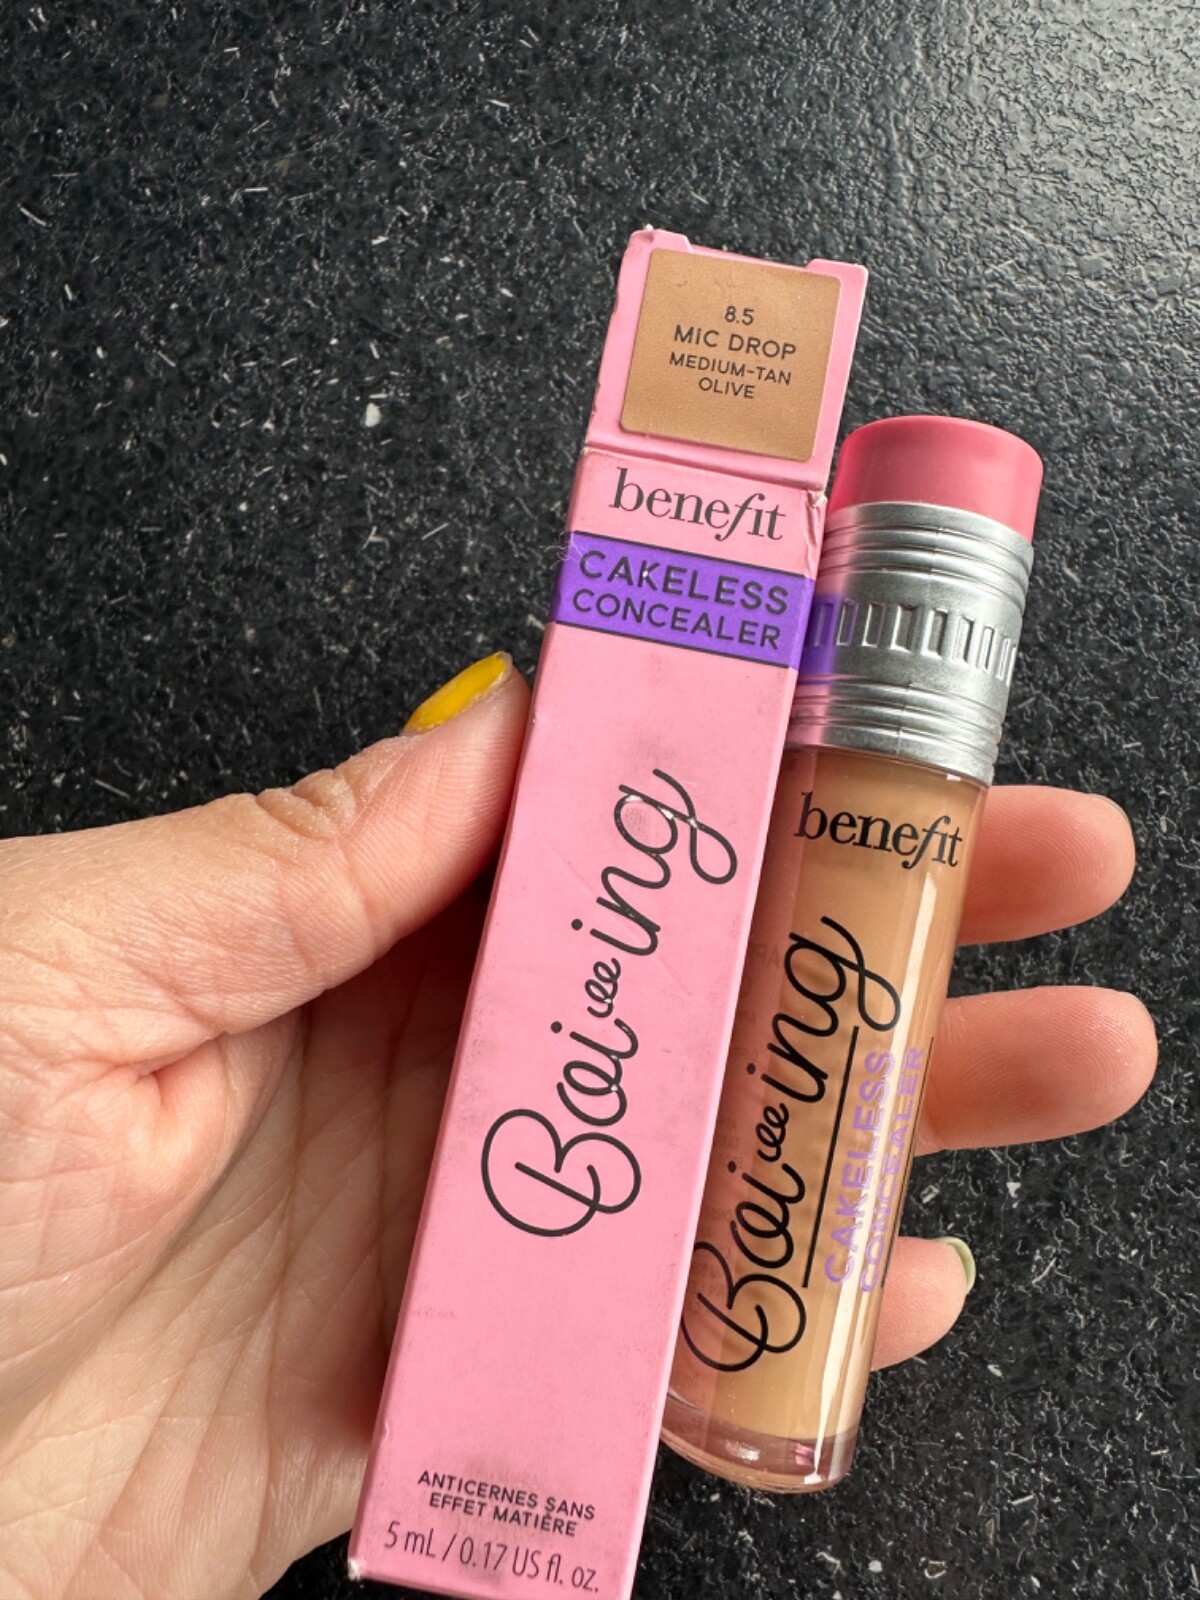 8.5
MIC DROP
MEDIUM-TAN
OLIVE
benefit
CAKELESS
CONCEALER
Boi-ing
ANTICERNES SANS
EFFET MATIÈRE
5 mL / 0.17 US fl. oz.
benefit
Boi-ing
CAKELESS
CONCEALER